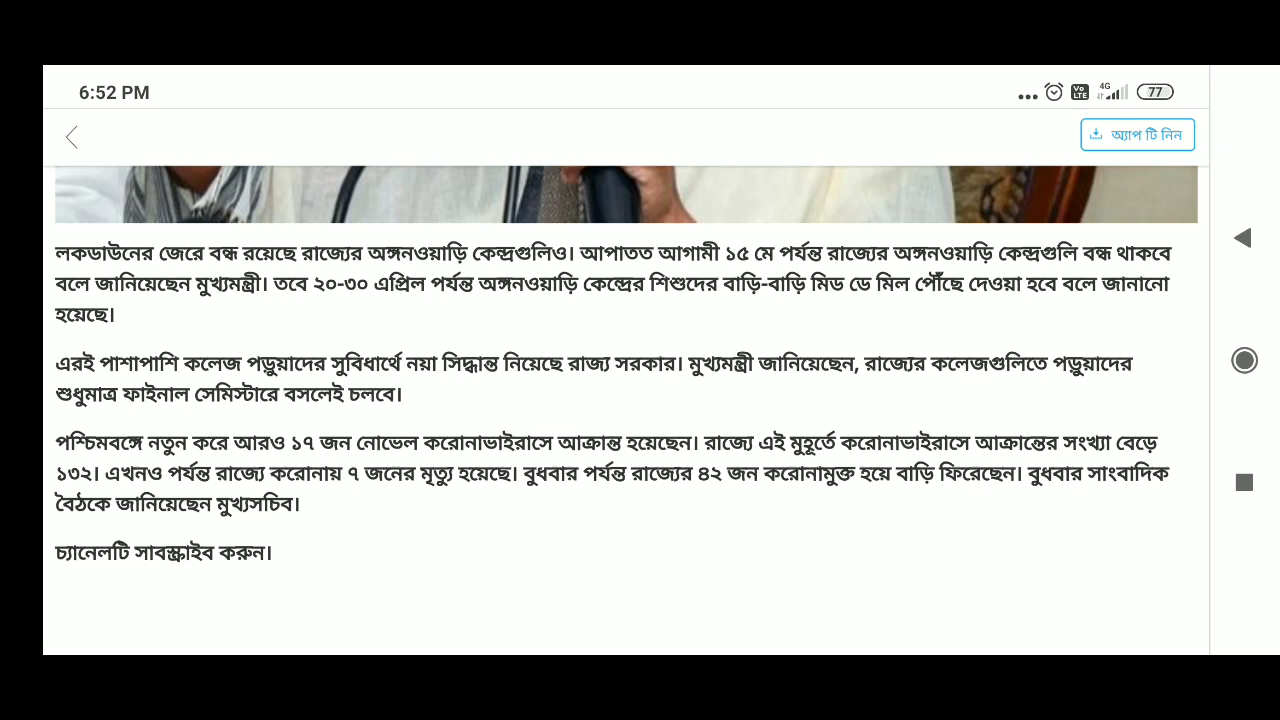 6:52 PM
Vo LTE
4G
77
অ্যাপ টি নিন
লকডাউনের জেরে বন্ধ রয়েছে রাজ্যের অঙ্গনওয়াড়ি কেন্দ্রগুলিও। আপাতত আগামী ১৫ মে পর্যন্ত রাজ্যের অঙ্গনওয়াড়ি কেন্দ্রগুলি বন্ধ থাকবে
বলে জানিয়েছেন মুখ্যমন্ত্রী। তবে ২০-৩০ এপ্রিল পর্যন্ত অঙ্গনওয়াড়ি কেন্দ্রের শিশুদের বাড়ি-বাড়ি মিড ডে মিল পৌঁছে দেওয়া হবে বলে জানানো
হয়েছে।
এরই পাশাপাশি কলেজ পড়ুয়াদের সুবিধার্থে নয়া সিদ্ধান্ত নিয়েছে রাজ্য সরকার। মুখ্যমন্ত্রী জানিয়েছেন, রাজ্যের কলেজগুলিতে পড়ুয়াদের
শুধুমাত্র ফাইনাল সেমিস্টারে বসলেই চলবে।
পশ্চিমবঙ্গে নতুন করে আরও ১৭ জন নোভেল করোনাভাইরাসে আক্রান্ত হয়েছেন। রাজ্যে এই মুহূর্তে করোনাভাইরাসে আক্রান্তের সংখ্যা বেড়ে
১৩২। এখনও পর্যন্ত রাজ্যে করোনায় ৭ জনের মৃত্যু হয়েছে। বুধবার পর্যন্ত রাজ্যের ৪২ জন করোনামুক্ত হয়ে বাড়ি ফিরেছেন। বুধবার সাংবাদিক
বৈঠকে জানিয়েছেন মুখ্যসচিব।
চ্যানেলটি সাবস্ক্রাইব করুন।